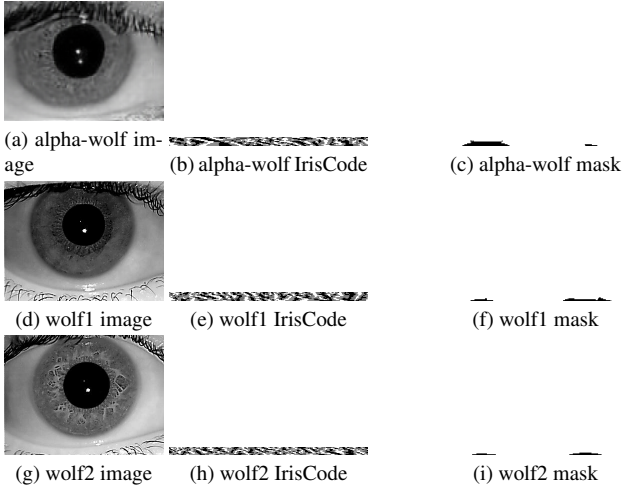 (a) alpha-wolf im-
age
(b) alpha-wolf IrisCode
(c) alpha-wolf mask
(d) wolf1 image
(e) wolf1 IrisCode
(f) wolf1 mask
(g) wolf2 image
(h) wolf2 IrisCode
(i) wolf2 mask